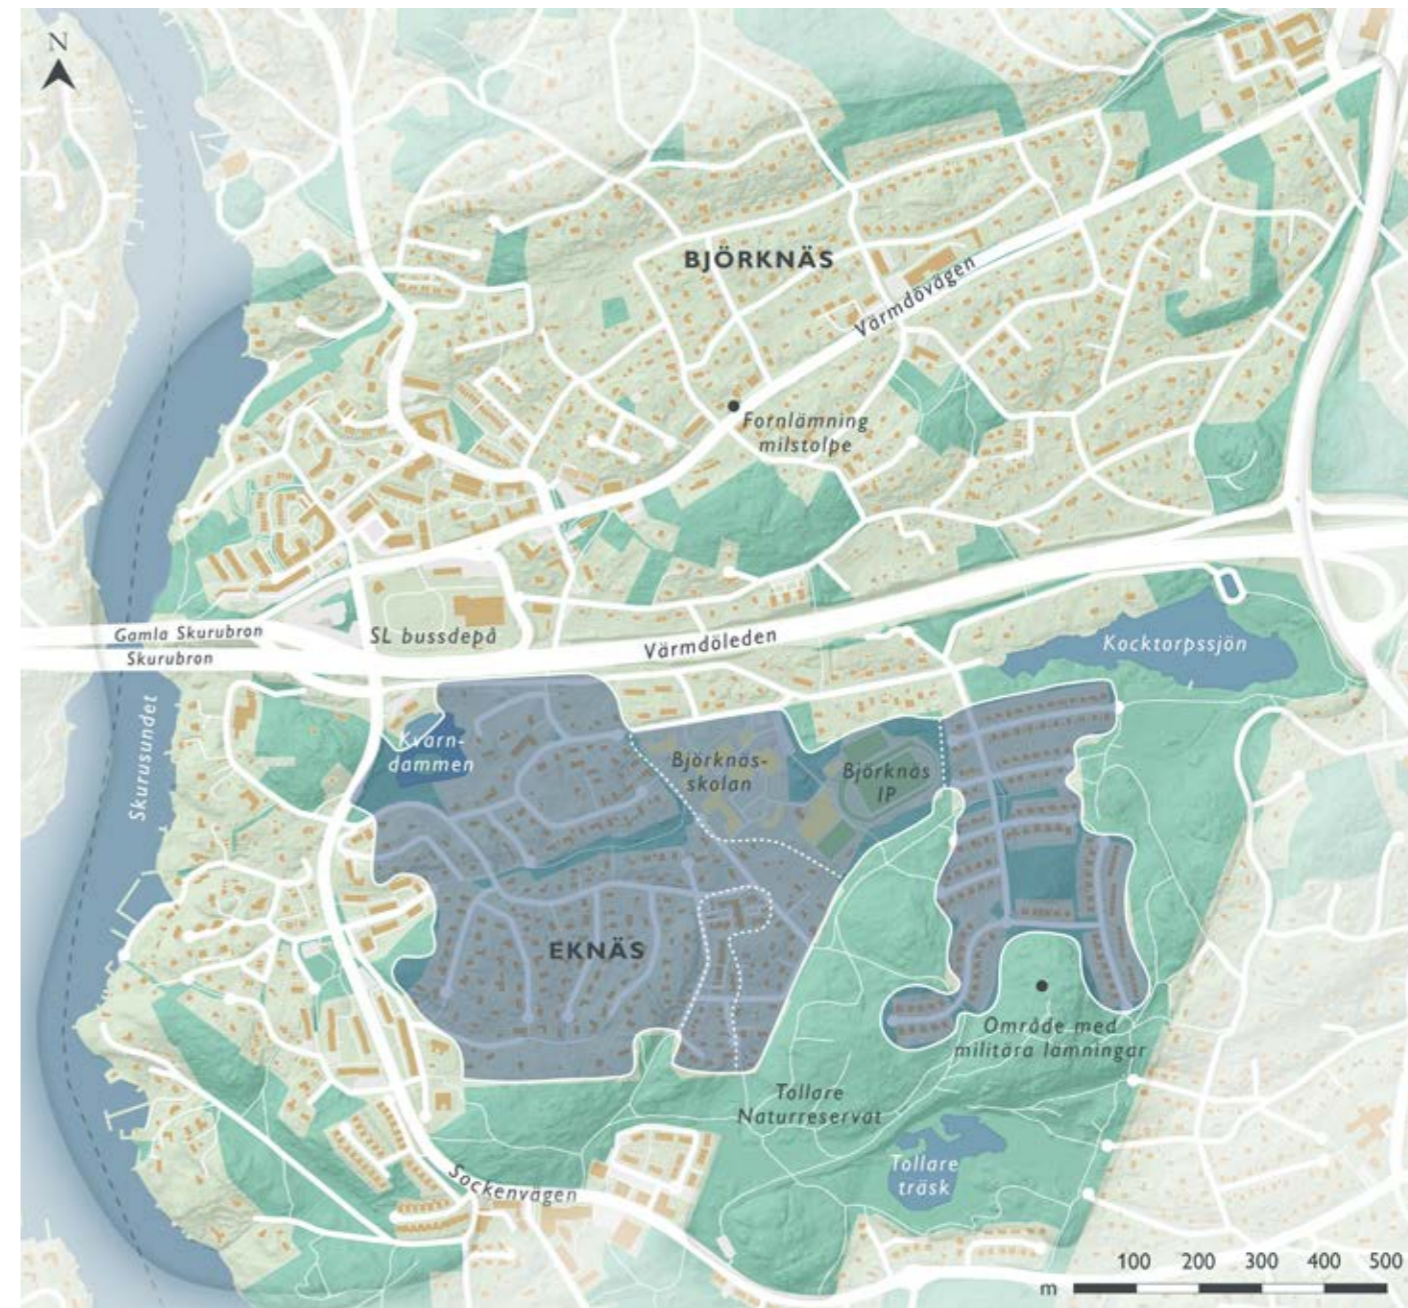 N
BJÖRKNÄS
Värmdövägen
Fornlämning
milstolpe
Gamla Skurubron
Skurubron
SL bussdepå
Värmdöleden
Kocktorpssjön
Skurusundet
Kvarn-
dammen
Björknäs-
skolan
Björknäs
IP
EKNÄS
Område med
militära lämningar
Tollare
Naturreservat
Tollare
träsk
Sockenvägen
100 200 300 400 500
m